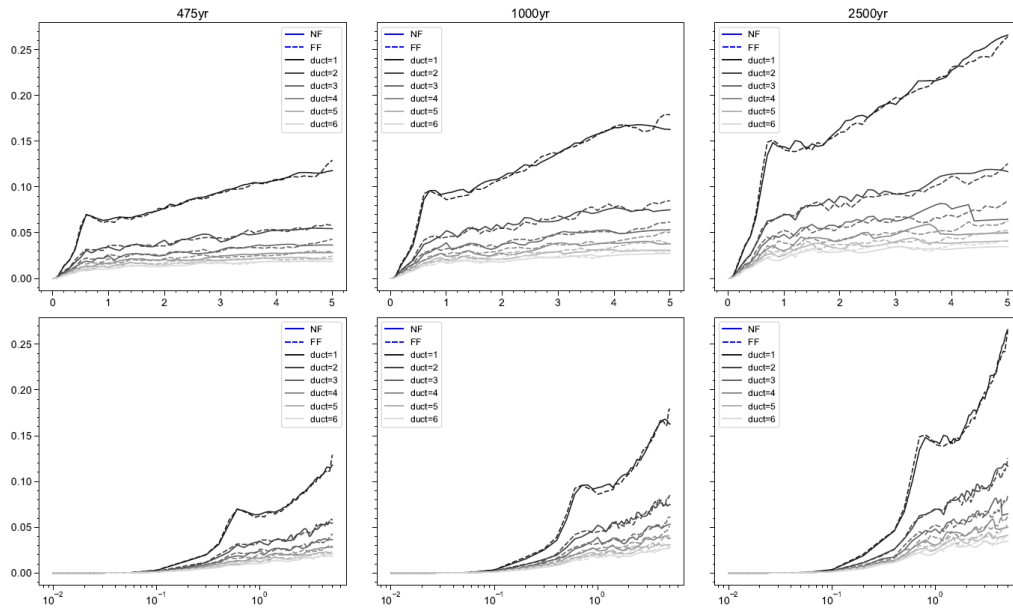 475yr
1000yr
2500yr
0.25
0.20
0.15
0.10
0.05
0.00
0 1 2 3 4 5
NF
FF
duct=1
duct=2
duct=3
duct=4
duct=5
duct=6
0 1 2 3 4 5
NF
FF
duct=1
duct=2
duct=3
duct=4
duct=5
duct=6
0 1 2 3 4 5
NF
FF
duct=1
duct=2
duct=3
duct=4
duct=5
duct=6
0.25
0.20
0.15
0.10
0.05
0.00
10⁻² 10⁻¹ 10⁰
NF
FF
duct=1
duct=2
duct=3
duct=4
duct=5
duct=6
10⁻² 10⁻¹ 10⁰
NF
FF
duct=1
duct=2
duct=3
duct=4
duct=5
duct=6
10⁻² 10⁻¹ 10⁰
NF
FF
duct=1
duct=2
duct=3
duct=4
duct=5
duct=6